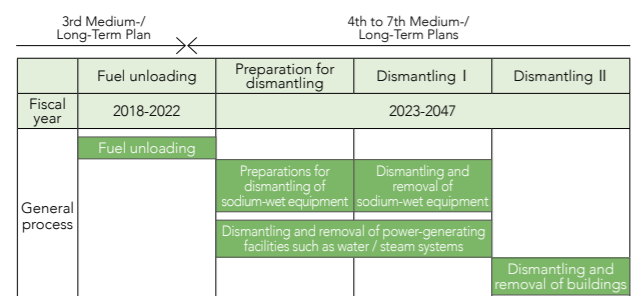 3rd Medium-/
Long-Term Plan
4th to 7th Medium-/
Long-Term Plans
Fuel unloading
Preparation for
dismantling
Dismantling Ⅰ
Dismantling Ⅱ
Fiscal
year
2018-2022
2023-2047
General
process
Fuel unloading
Preparations for
dismantling of
sodium-wet equipment
Dismantling and
removal of
sodium-wet equipment
Dismantling and removal of power-generating
facilities such as water / steam systems
Dismantling and
removal of buildings